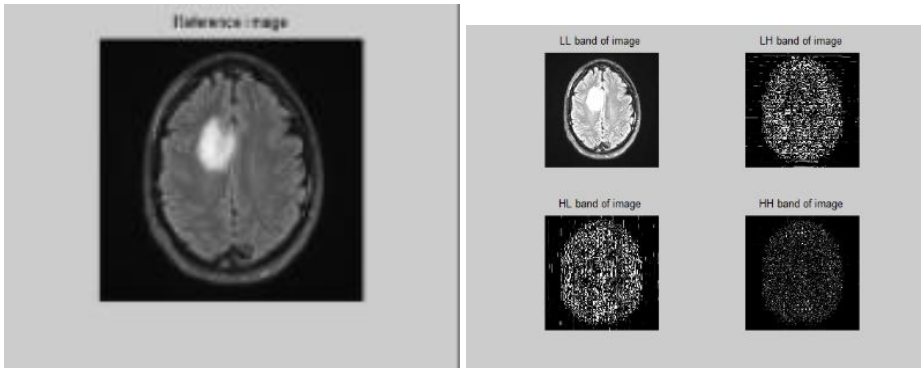 Reference image
LL band of image
LH band of image
HL band of image
HH band of image